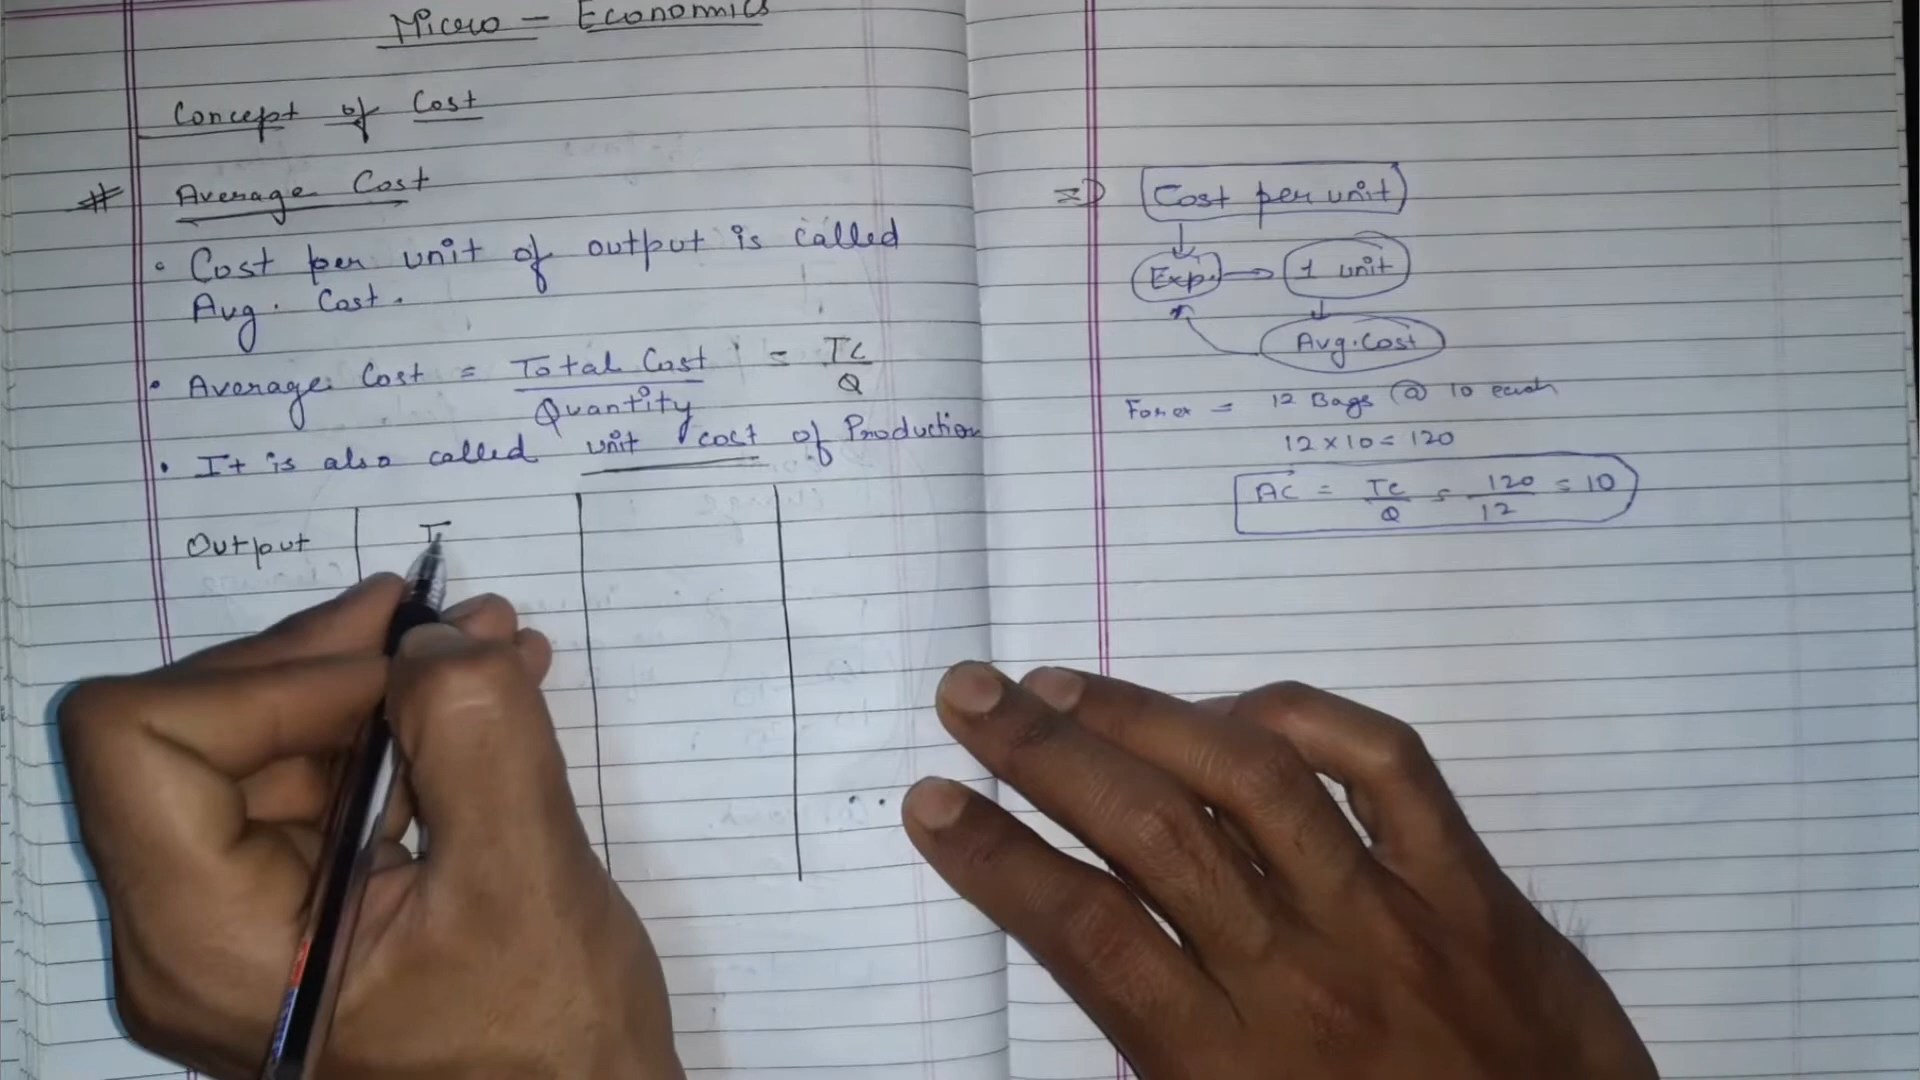 Micro - Economics
Concept of Cost
# Average Cost
• Cost per unit of output is called
Avg. Cost.
• Average Cost = Total Cost / Quantity = TC / Q
• It is also called unit cost of Production
Output T
=> Cost per unit
Exp. → 1 unit
Avg. Cost
For ex = 12 Bags @ 10 each
12 x 10 = 120
AC = TC / Q = 120 / 12 = 10